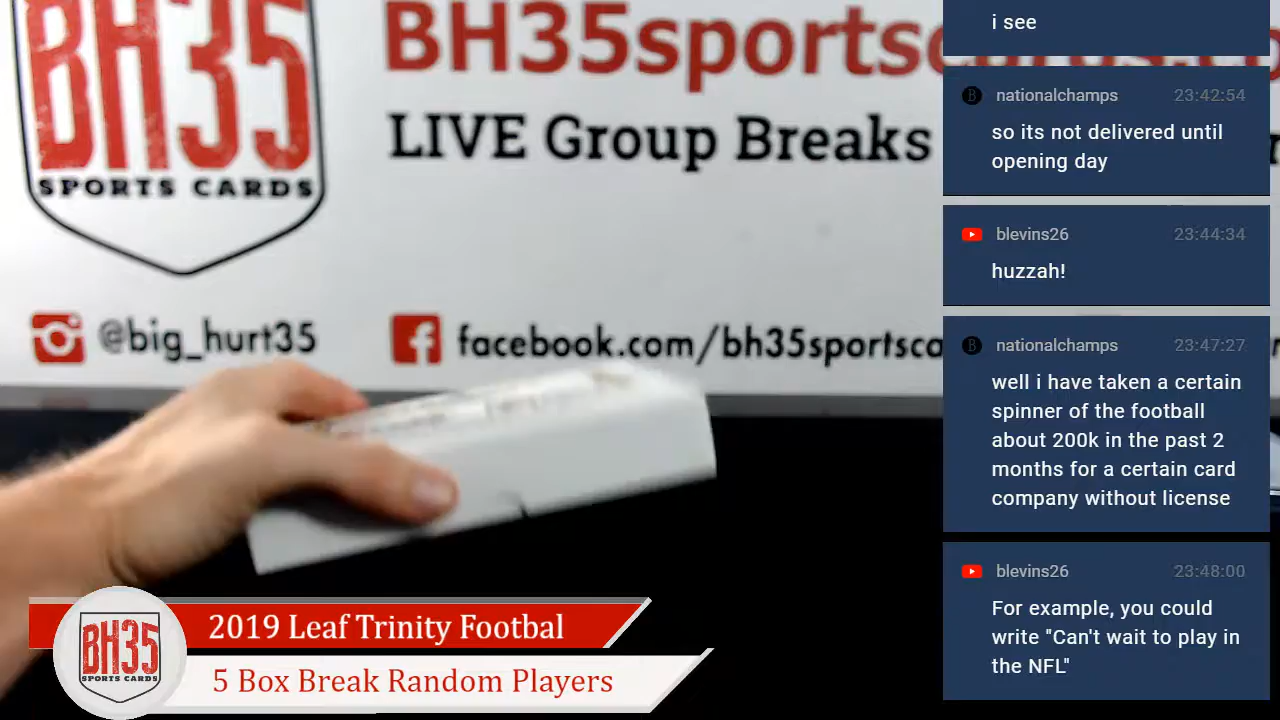 BH35
SPORTS CARDS
BH35sportscards.co
LIVE Group Breaks
@big_hurt35
facebook.com/bh35sportsca
i see
nationalchamps 23:42:54
so its not delivered until
opening day
blevins26 23:44:34
huzzah!
nationalchamps 23:47:27
well i have taken a certain
spinner of the football
about 200k in the past 2
months for a certain card
company without license
blevins26 23:48:00
For example, you could
write "Can't wait to play in
the NFL"
BH35
SPORTS CARDS
2019 Leaf Trinity Footbal
5 Box Break Random Players